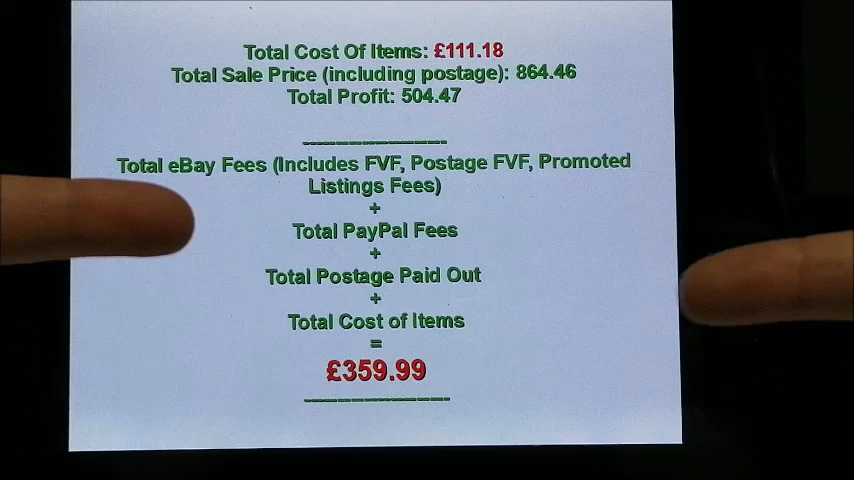 Total Cost Of Items: £111.18
Total Sale Price (including postage): 864.46
Total Profit: 504.47
Total eBay Fees (Includes FVF, Postage FVF, Promoted
Listings Fees)
+
Total PayPal Fees
+
Total Postage Paid Out
+
Total Cost of Items
=
£359.99